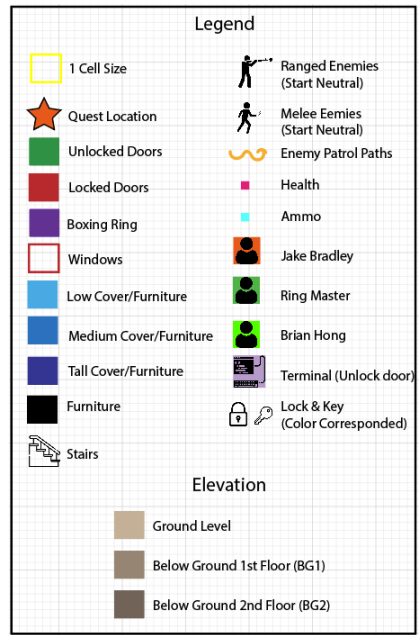 Legend
1 Cell Size
Quest Location
Unlocked Doors
Locked Doors
Boxing Ring
Windows
Low Cover/Furniture
Medium Cover/Furniture
Tall Cover/Furniture
Furniture
Stairs
Ranged Enemies
(Start Neutral)
Melee Eemies
(Start Neutral)
Enemy Patrol Paths
Health
Ammo
Jake Bradley
Ring Master
Brian Hong
Terminal (Unlock door)
Lock & Key
(Color Corresponded)
Elevation
Ground Level
Below Ground 1st Floor (BG1)
Below Ground 2nd Floor (BG2)